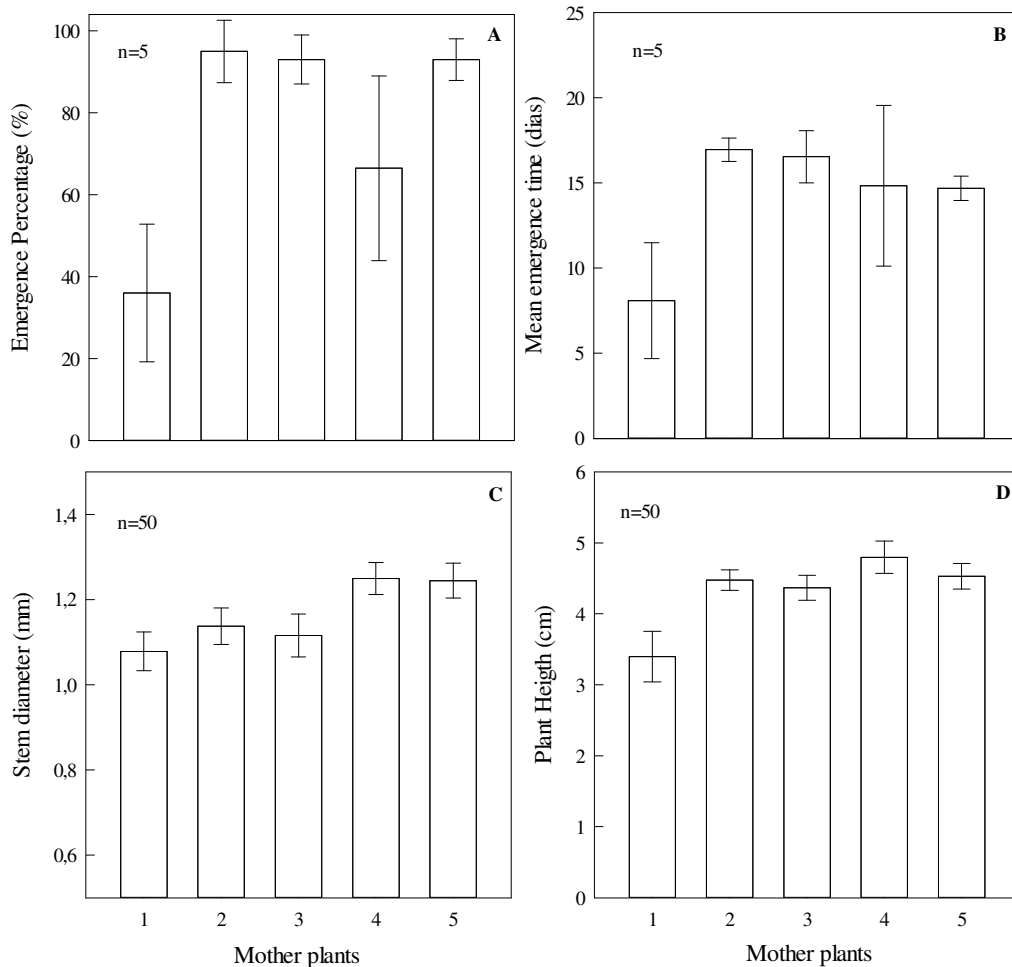 A
n=5
Emergence Percentage (%)
100
80
60
40
20
0
B
n=5
Mean emergence time (dias)
25
20
15
10
5
0
C
n=50
Stem diameter (mm)
1,4
1,2
1,0
0,8
0,6
1 2 3 4 5
Mother plants
D
n=50
Plant Heigth (cm)
6
5
4
3
2
1
0
1 2 3 4 5
Mother plants